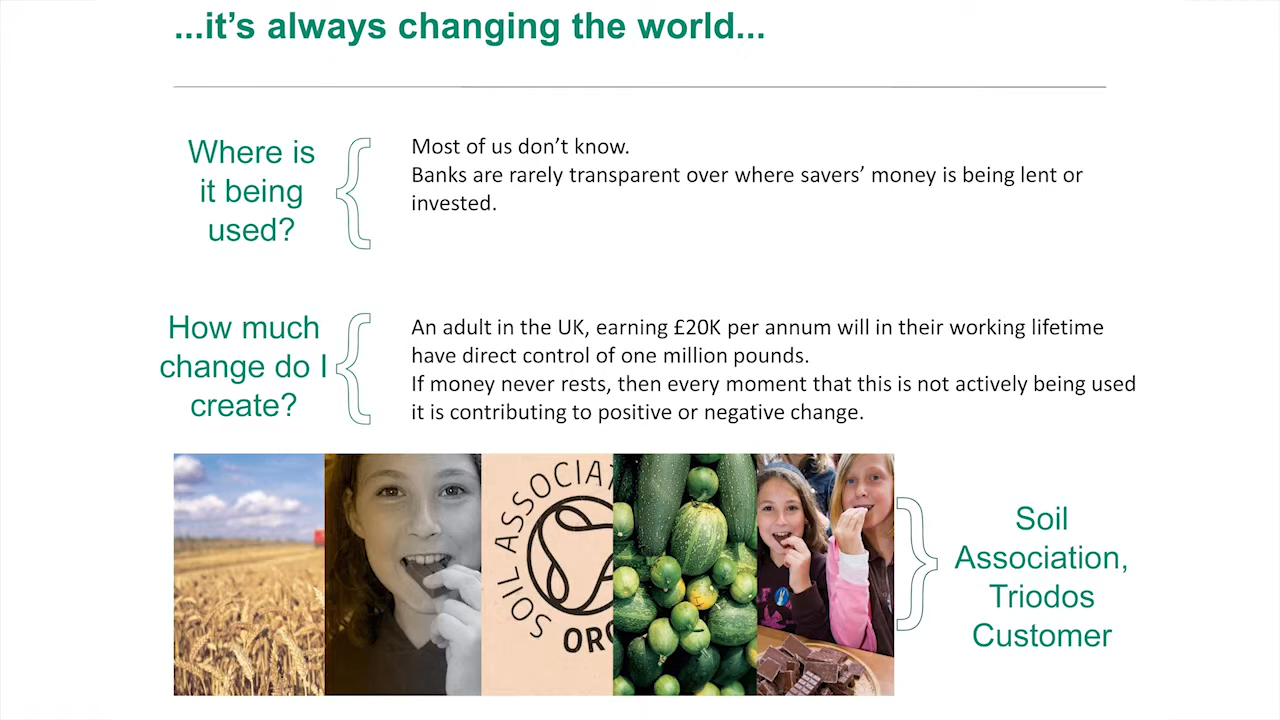 ...it's always changing the world...
Where is
it being
used?
Most of us don't know.
Banks are rarely transparent over where savers' money is being lent or
invested.
How much
change do I
create?
An adult in the UK, earning £20K per annum will in their working lifetime
have direct control of one million pounds.
If money never rests, then every moment that this is not actively being used
it is contributing to positive or negative change.
SOIL ASSOCIAT
ORG
Soil
Association,
Triodos
Customer